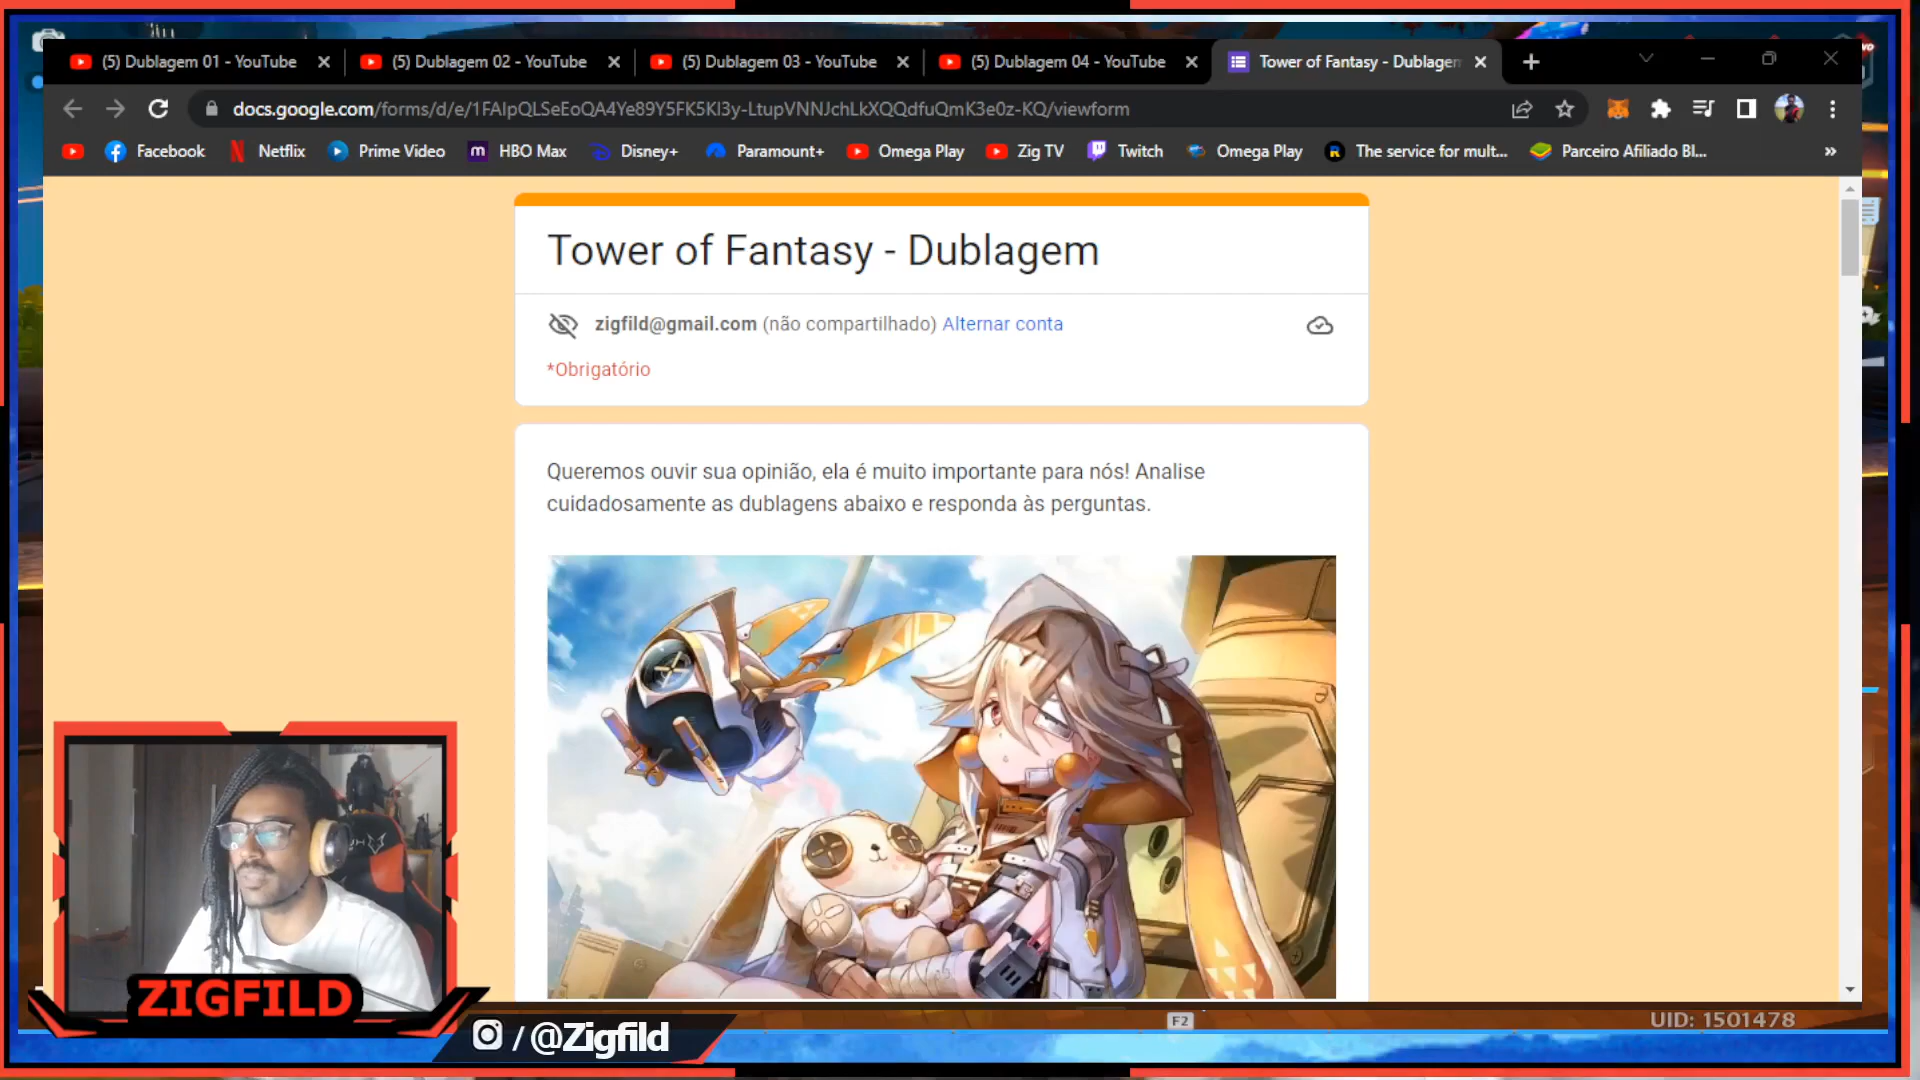 (5) Dublagem 01 - YouTube
(5) Dublagem 02 - YouTube
(5) Dublagem 03 - YouTube
(5) Dublagem 04 - YouTube
Tower of Fantasy - Dublagem
docs.google.com/forms/d/e/1FAIpQLSeEoQA4Ye89Y5FK5KI3y-LtupVNNJchLkXQQdfuQmK3e0z-KQ/viewform
Facebook
Netflix
Prime Video
HBO Max
Disney+
Paramount+
Omega Play
Zig TV
Twitch
Omega Play
The service for mult...
Parceiro Afiliado Bl...
»
Tower of Fantasy - Dublagem
zigfild@gmail.com (não compartilhado) Alternar conta
*Obrigatório
Queremos ouvir sua opinião, ela é muito importante para nós! Analise
cuidadosamente as dublagens abaixo e responda às perguntas.
ZIGFILD
/ @Zigfild
F2
UID: 1501478